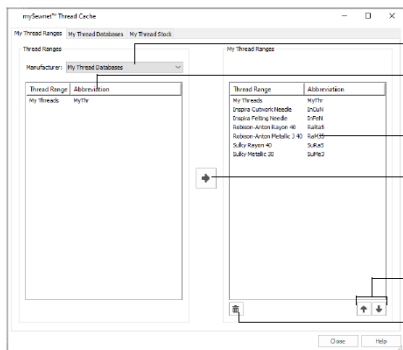 mySewnet™ Thread Cache
My Thread Ranges My Thread Databases My Thread Stock
Thread Ranges
Manufacturer: My Thread Databases
Thread Range Abbreviation
My Threads MyThr
My Thread Ranges
Thread Range Abbreviation
My Threads MyThr
Inspira Cutwork Needle InCuN
Inspira Felting Needle InFeN
Robison-Anton Rayon 40 RaRa5
Robison-Anton Metallic J 40 RaM35
Sulky Rayon 40 SuRa5
Sulky Metallic 30 SuMe3
Close Help